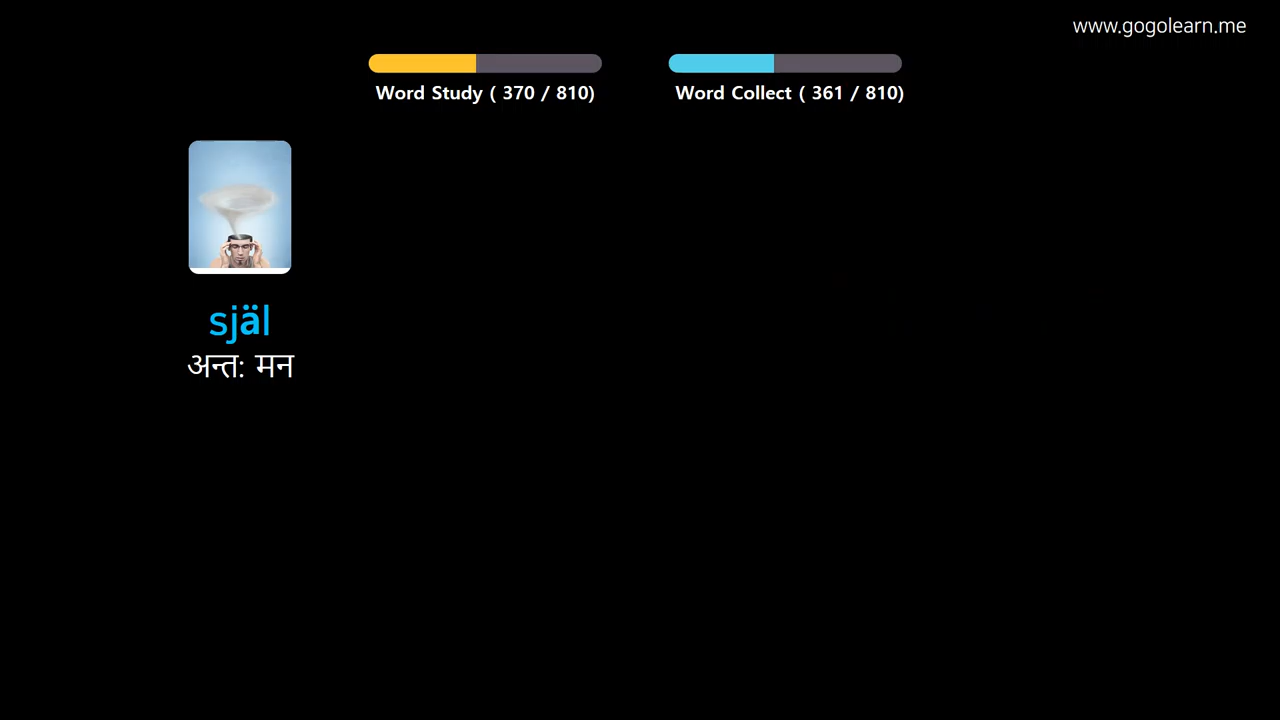 www.gogolearn.me
Word Study ( 370 / 810)
Word Collect ( 361 / 810)
själ
अन्त: मन